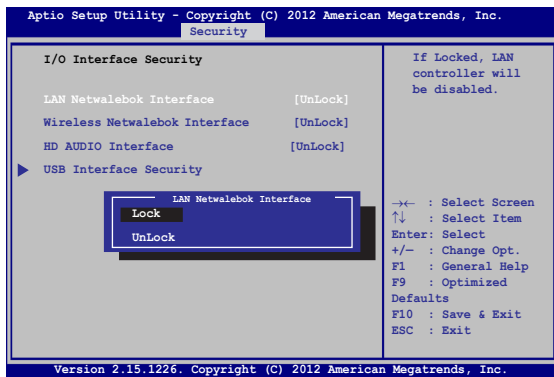 Aptio Setup Utility - Copyright (C) 2012 American Megatrends, Inc.
Security
I/O Interface Security
LAN Netwalebok Interface [UnLock]
Wireless Netwalebok Interface [UnLock]
HD AUDIO Interface [UnLock]
USB Interface Security
LAN Netwalebok Interface
Lock
UnLock
If Locked, LAN
controller will
be disabled.
→← : Select Screen
↑↓ : Select Item
Enter: Select
+/— : Change Opt.
F1 : General Help
F9 : Optimized
Defaults
F10 : Save & Exit
ESC : Exit
Version 2.15.1226. Copyright (C) 2012 American Megatrends, Inc.